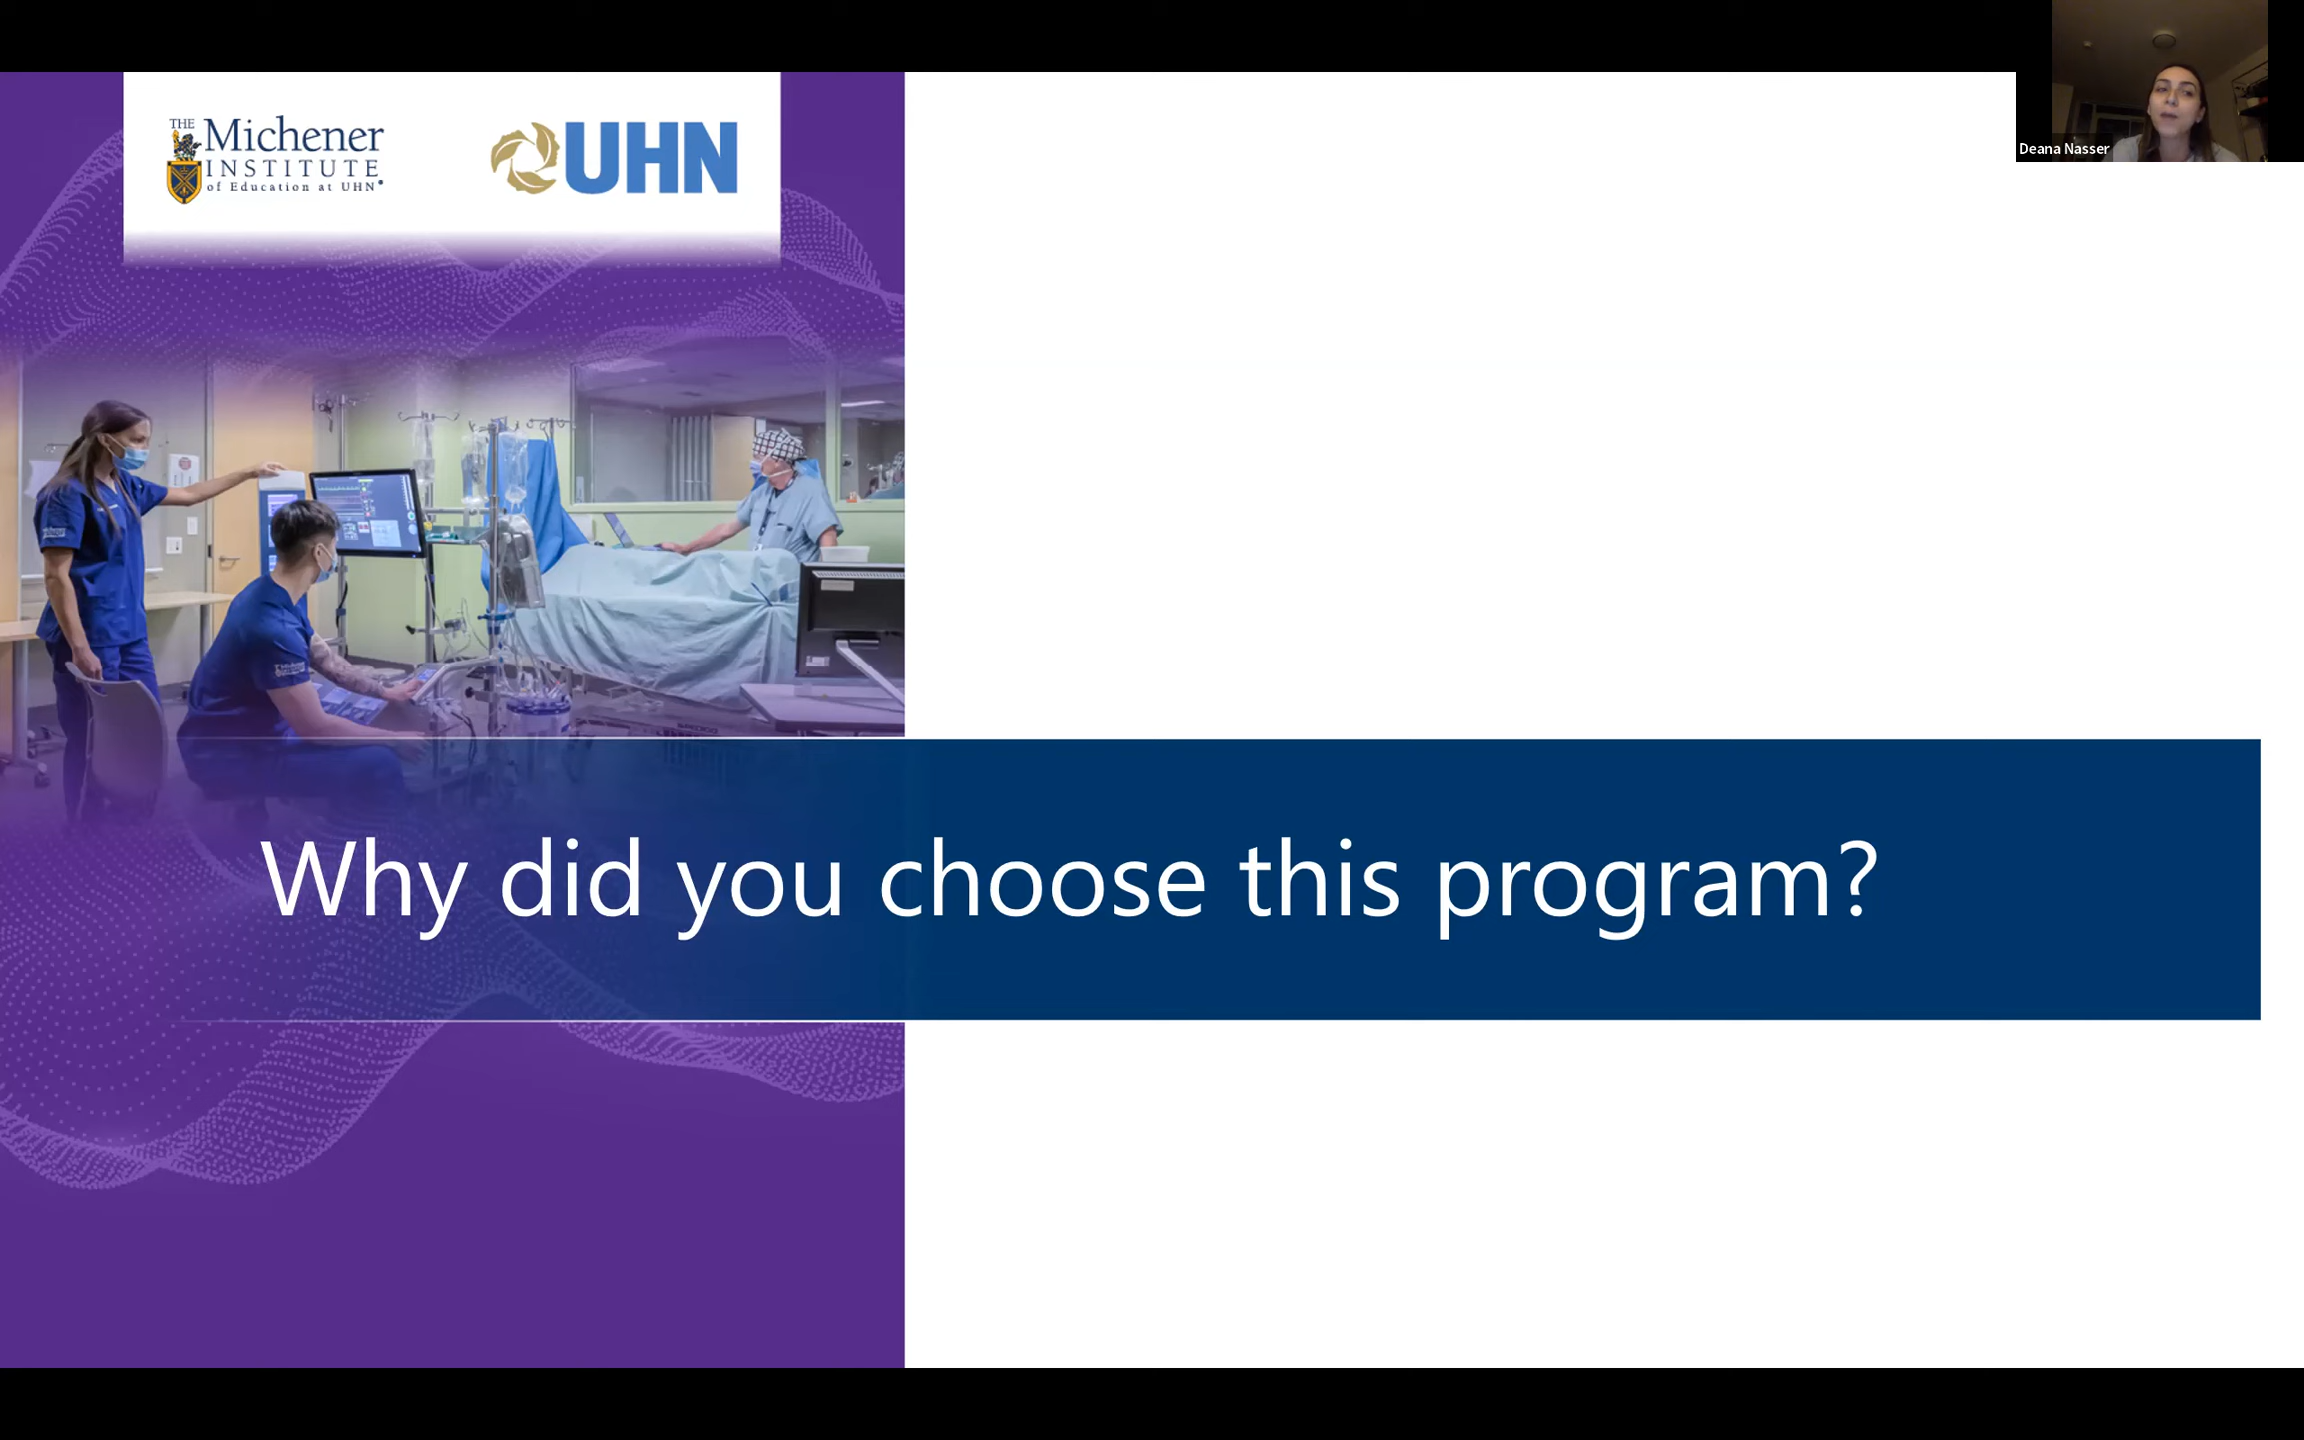 THE Michener
INSTITUTE
of Education at UHN
UHN
Deana Nasser
Why did you choose this program?